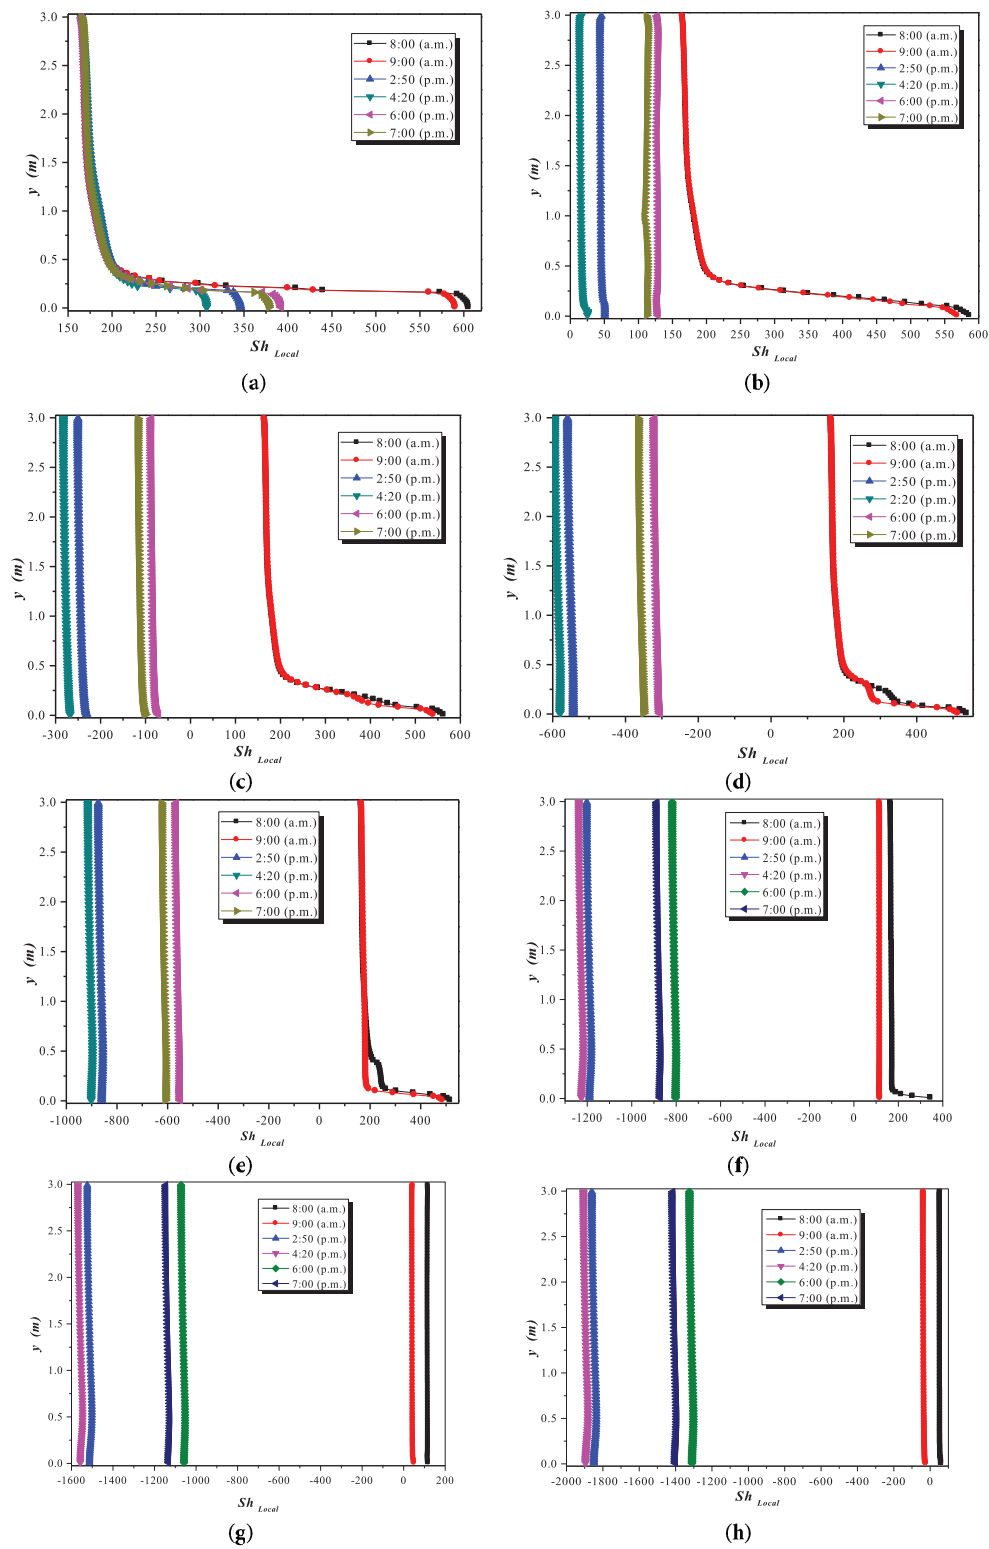 3.0
2.5
2.0
1.5
1.0
0.5
0.0
y (m)
8:00 (a.m.)
9:00 (a.m.)
2:50 (p.m.)
4:20 (p.m.)
6:00 (p.m.)
7:00 (p.m.)
150 200 250 300 350 400 450 500 550 600
Sh Local
(a)
3.0
2.5
2.0
1.5
1.0
0.5
0.0
y (m)
8:00 (a.m.)
9:00 (a.m.)
2:50 (p.m.)
4:20 (p.m.)
6:00 (p.m.)
7:00 (p.m.)
0 50 100 150 200 250 300 350 400 450 500 550 600
Sh Local
(b)
3.0
2.5
2.0
1.5
1.0
0.5
0.0
y (m)
8:00 (a.m.)
9:00 (a.m.)
2:50 (p.m.)
4:20 (p.m.)
6:00 (p.m.)
7:00 (p.m.)
-300 -200 -100 0 100 200 300 400 500 600
Sh Local
(c)
3.0
2.5
2.0
1.5
1.0
0.5
0.0
y (m)
8:00 (a.m.)
9:00 (a.m.)
2:50 (p.m.)
2:20 (p.m.)
6:00 (p.m.)
7:00 (p.m.)
-600 -400 -200 0 200 400
Sh Local
(d)
3.0
2.5
2.0
1.5
1.0
0.5
0.0
y (m)
8:00 (a.m.)
9:00 (a.m.)
2:50 (p.m.)
4:20 (p.m.)
6:00 (p.m.)
7:00 (p.m.)
-1000 -800 -600 -400 -200 0 200 400
Sh Local
(e)
3.0
2.5
2.0
1.5
1.0
0.5
0.0
y (m)
8:00 (a.m.)
9:00 (a.m.)
2:50 (p.m.)
4:20 (p.m.)
6:00 (p.m.)
7:00 (p.m.)
-1200 -1000 -800 -600 -400 -200 0 200 400
Sh Local
(f)
3.0
2.5
2.0
1.5
1.0
0.5
0.0
y (m)
8:00 (a.m.)
9:00 (a.m.)
2:50 (p.m.)
4:20 (p.m.)
6:00 (p.m.)
7:00 (p.m.)
-1600 -1400 -1200 -1000 -800 -600 -400 -200 0 200
Sh Local
(g)
3.0
2.5
2.0
1.5
1.0
0.5
0.0
y (m)
8:00 (a.m.)
9:00 (a.m.)
2:50 (p.m.)
4:20 (p.m.)
6:00 (p.m.)
7:00 (p.m.)
-2000 -1800 -1600 -1400 -1200 -1000 -800 -600 -400 -200 0
Sh Local
(h)